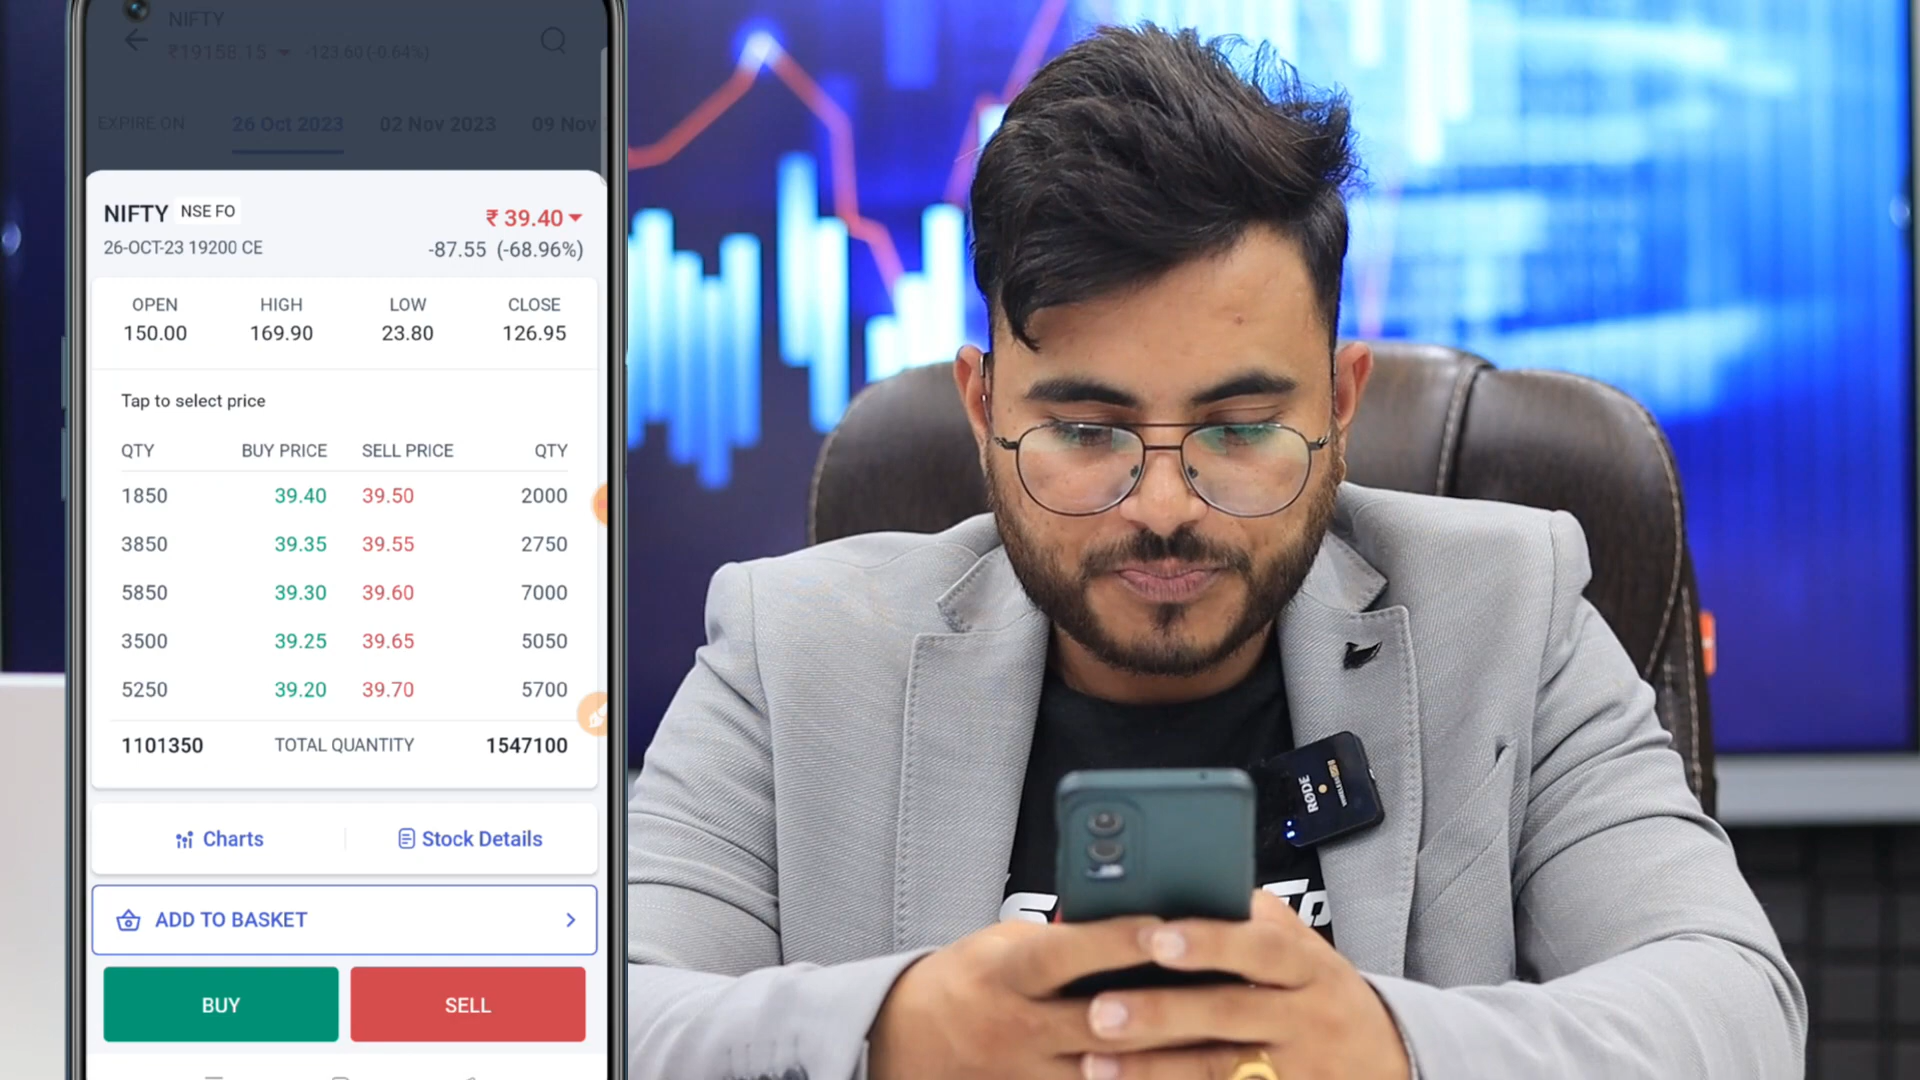 NIFTY
₹19158.15 -123.60 (-0.64%)
EXPIRE ON 26 Oct 2023 02 Nov 2023 09 Nov
NIFTY NSE FO ₹ 39.40
26-OCT-23 19200 CE -87.55 (-68.96%)
OPEN HIGH LOW CLOSE
150.00 169.90 23.80 126.95
Tap to select price
QTY BUY PRICE SELL PRICE QTY
1850 39.40 39.50 2000
3850 39.35 39.55 2750
5850 39.30 39.60 7000
3500 39.25 39.65 5050
5250 39.20 39.70 5700
1101350 TOTAL QUANTITY 1547100
Charts Stock Details
ADD TO BASKET
BUY SELL
RØDE